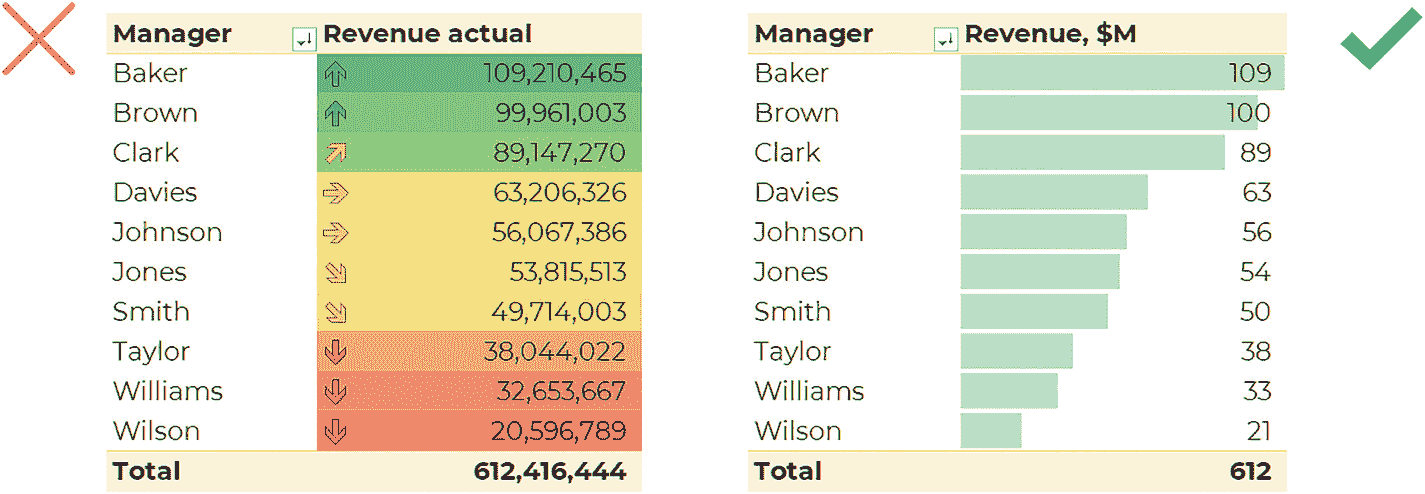 Manager Revenue actual
Baker 109,210,465
Brown 99,961,003
Clark 89,147,270
Davies 63,206,326
Johnson 56,067,386
Jones 53,815,513
Smith 49,714,003
Taylor 38,044,022
Williams 32,653,667
Wilson 20,596,789
Total 612,416,444
Manager Revenue, $M
Baker 109
Brown 100
Clark 89
Davies 63
Johnson 56
Jones 54
Smith 50
Taylor 38
Williams 33
Wilson 21
Total 612